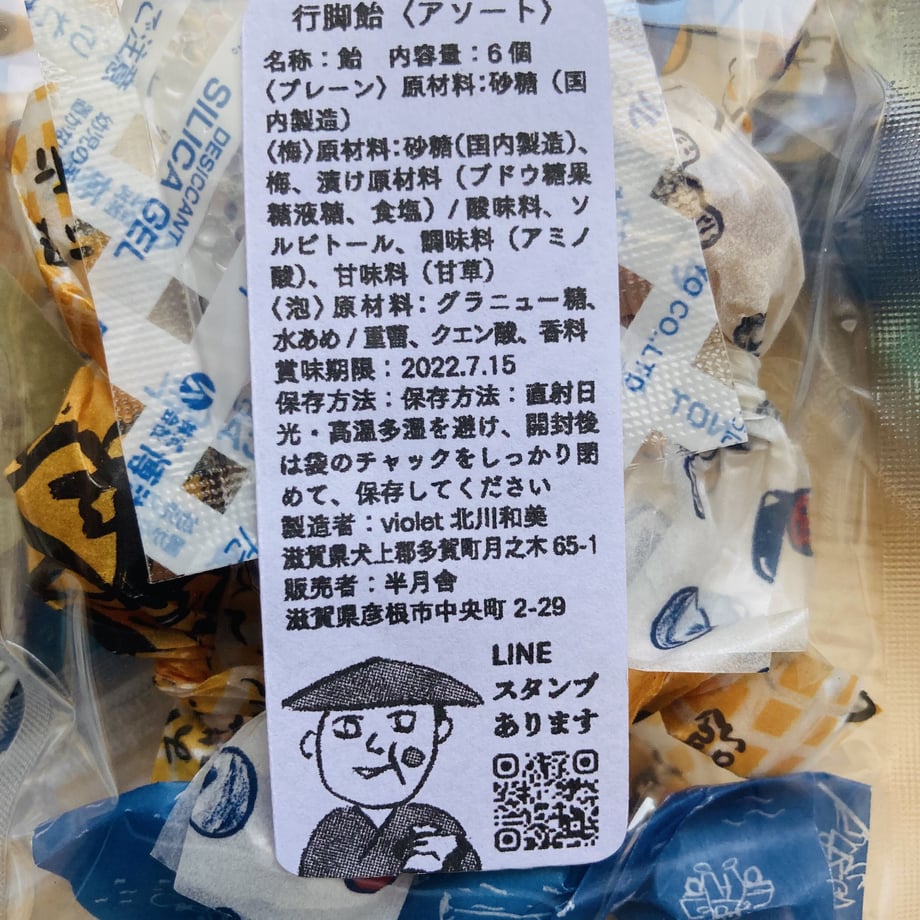 行脚飴〈アソート〉
名称：飴　内容量：6個
〈プレーン〉原材料:砂糖（国
内製造）
〈梅〉原材料：砂糖（国内製造）、
梅、漬け原材料（ブドウ糖果
糖液糖、食塩）/ 酸味料、ソ
ルビトール、調味料（アミノ
酸）、甘味料（甘草）
〈泡〉原材料：グラニュー糖、
水あめ / 重曹、クエン酸、香料
賞味期限：2022.7.15
保存方法：保存方法：直射日
光・高温多湿を避け、開封後
は袋のチャックをしっかり閉
めて、保存してください
製造者：violet 北川和美
滋賀県犬上郡多賀町月之木 65-1
販売者：半月舎
滋賀県彦根市中央町 2-29
LINE
スタンプ
あります
DESICCANT
SILICA GEL
ご注意
YO CO.,LTD